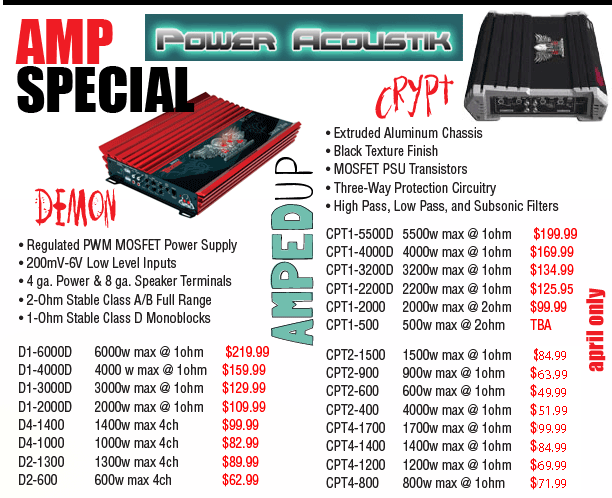 AMP
SPECIAL
POWER ACOUSTIK
CRYPT
• Extruded Aluminum Chassis
• Black Texture Finish
• MOSFET PSU Transistors
• Three-Way Protection Circuitry
• High Pass, Low Pass, and Subsonic Filters
DEMON
• Regulated PWM MOSFET Power Supply
• 200mV-6V Low Level Inputs
• 4 ga. Power & 8 ga. Speaker Terminals
• 2-Ohm Stable Class A/B Full Range
• 1-Ohm Stable Class D Monoblocks
AMPEDUP
D1-6000D 6000w max @ 1ohm $219.99
D1-4000D 4000 w max @ 1ohm $159.99
D1-3000D 3000w max @ 1ohm $129.99
D1-2000D 2000w max @ 1ohm $109.99
D4-1400 1400w max 4ch $99.99
D4-1000 1000w max 4ch $82.99
D2-1300 1300w max 4ch $89.99
D2-600 600w max 4ch $62.99
CPT1-5500D 5500w max @ 1ohm $199.99
CPT1-4000D 4000w max @ 1ohm $169.99
CPT1-3200D 3200w max @ 1ohm $134.99
CPT1-2200D 2200w max @ 1ohm $125.95
CPT1-2000 2000w max @ 2ohm $99.99
CPT1-500 500w max @ 2ohm TBA
CPT2-1500 1500w max @ 1ohm $84.99
CPT2-900 900w max @ 1ohm $63.99
CPT2-600 600w max @ 1ohm $49.99
CPT2-400 4000w max @ 1ohm $51.99
CPT4-1700 1700w max @ 1ohm $99.99
CPT4-1400 1400w max @ 1ohm $84.99
CPT4-1200 1200w max @ 1ohm $69.99
CPT4-800 800w max @ 1ohm $71.99
april only